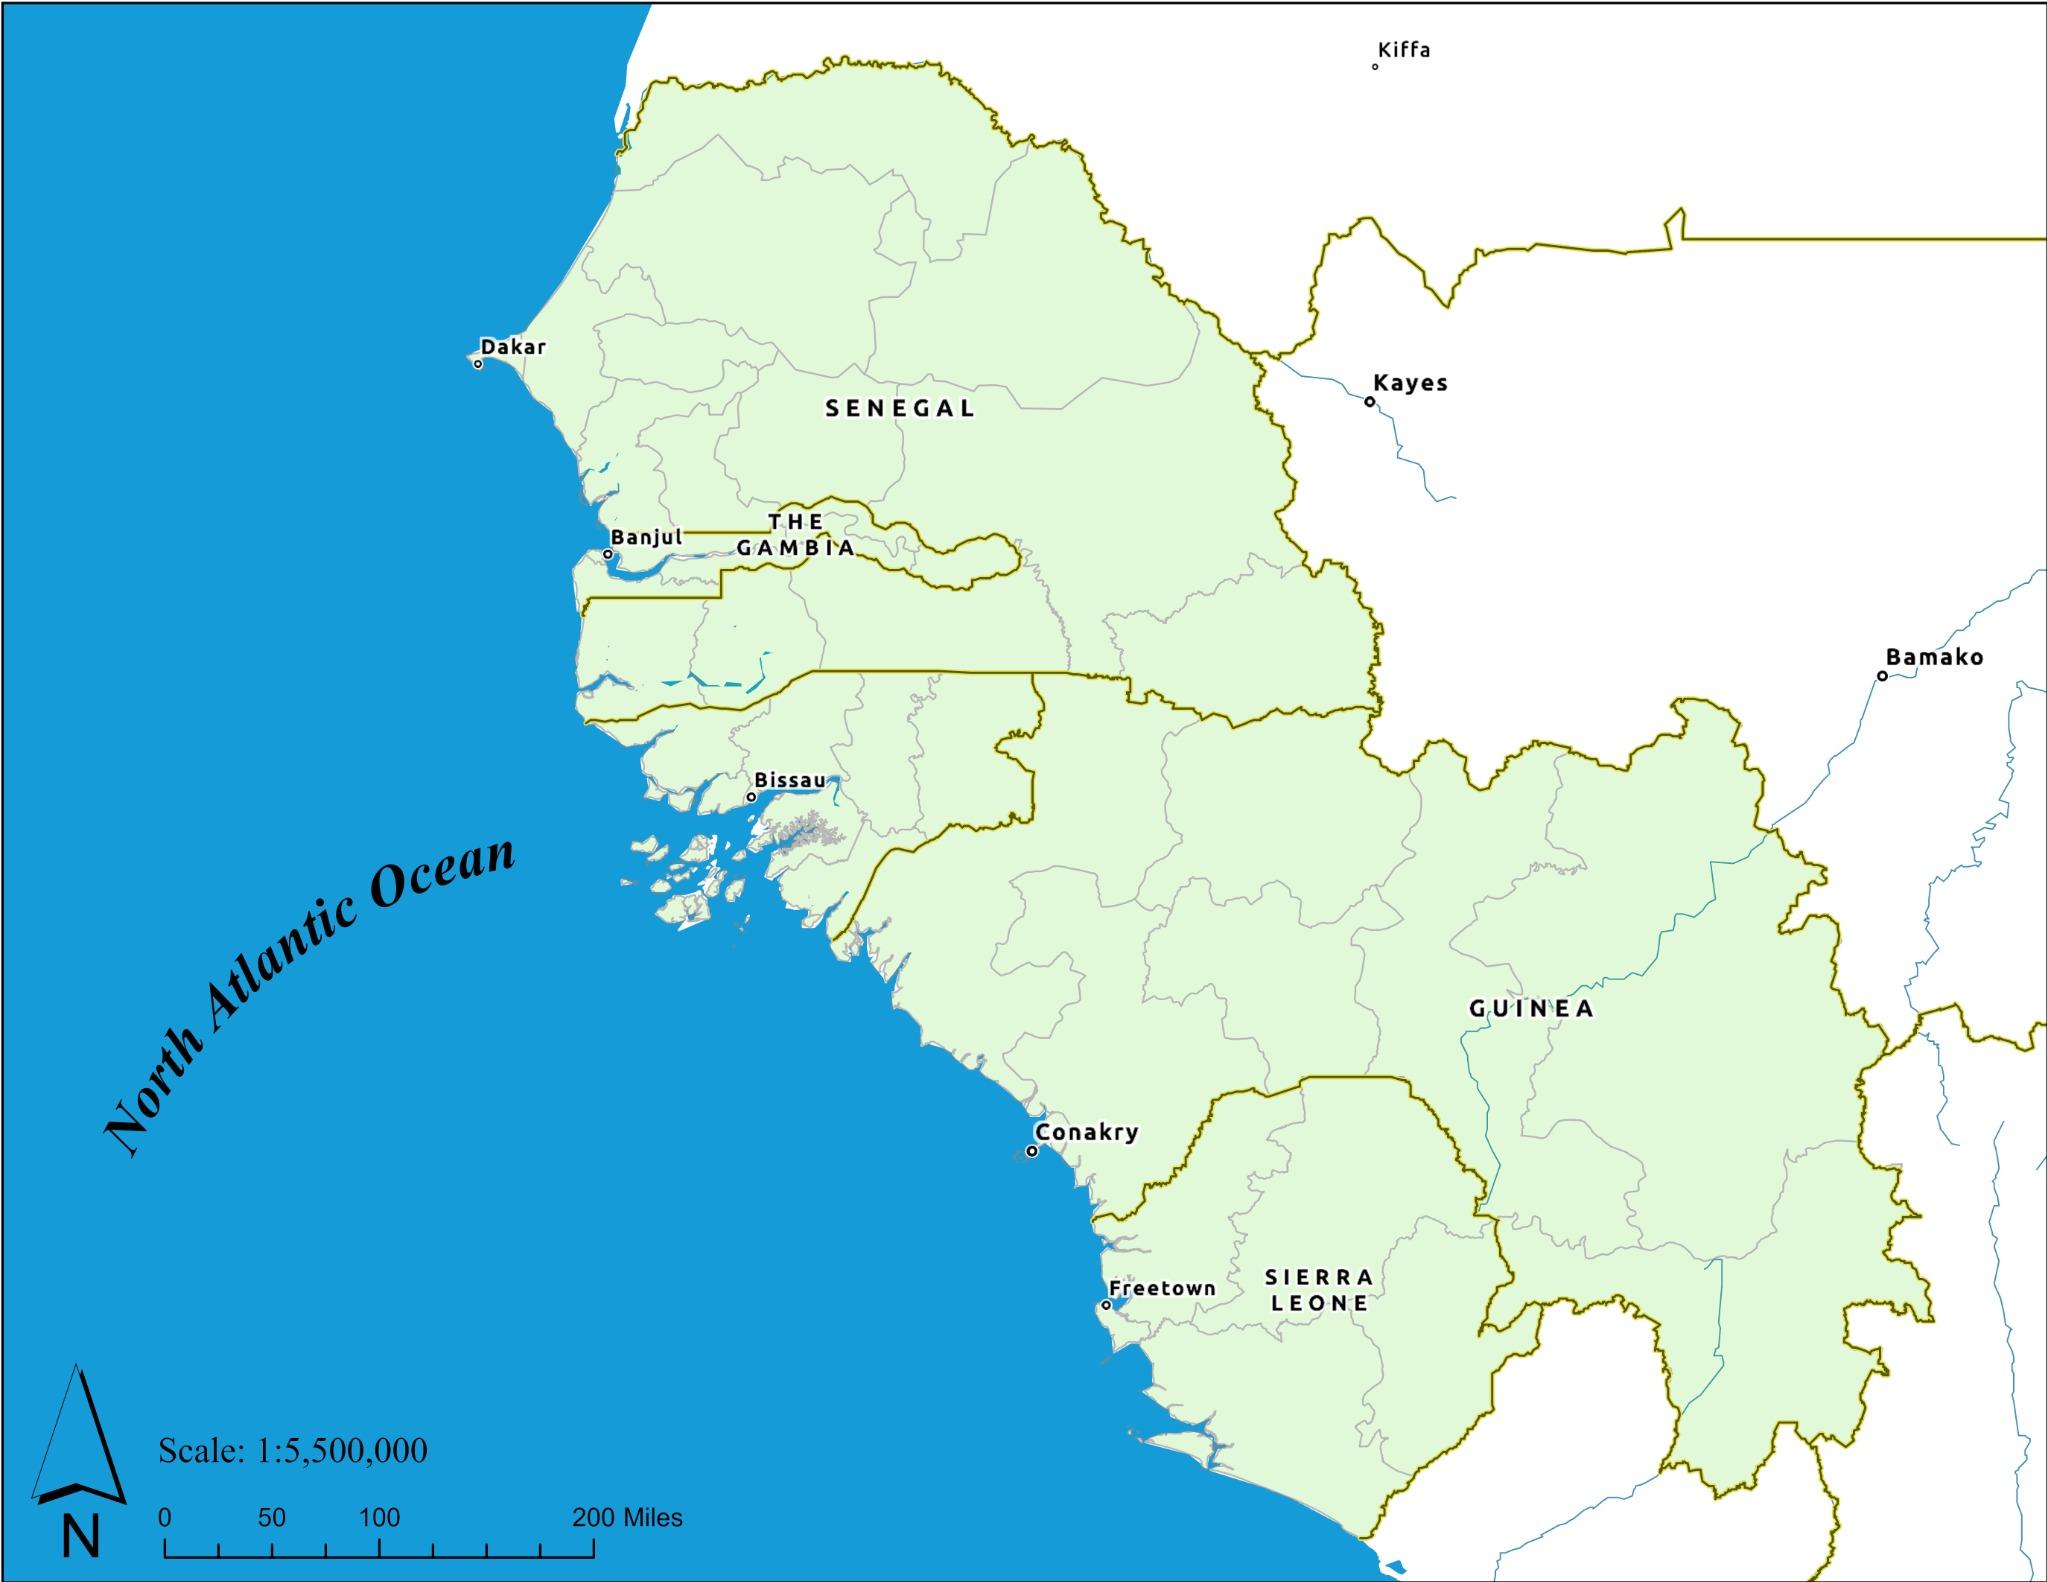 Kiffa
Dakar
Kayes
SENEGAL
THE
GAMBIA
Banjul
Bamako
Bissau
North Atlantic Ocean
GUINEA
Conakry
Freetown
SIERRA
LEONE
Scale: 1:5,500,000
0 50 100 200 Miles
N